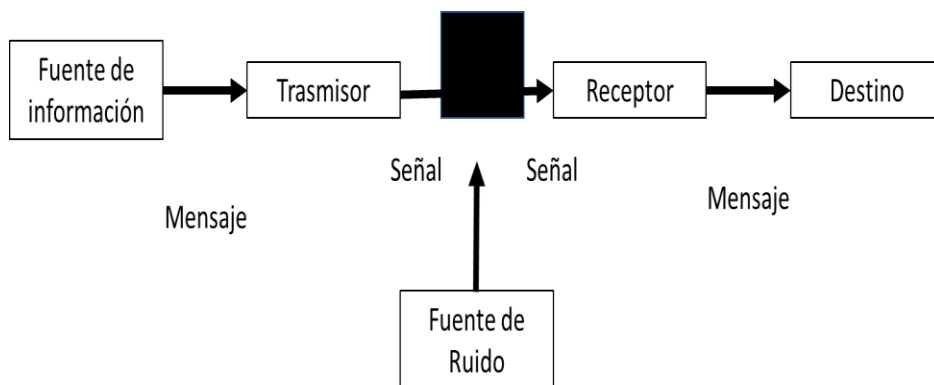 Fuente de
información
Trasmisor
Receptor
Destino
Señal
Señal
Mensaje
Mensaje
Fuente de
Ruido